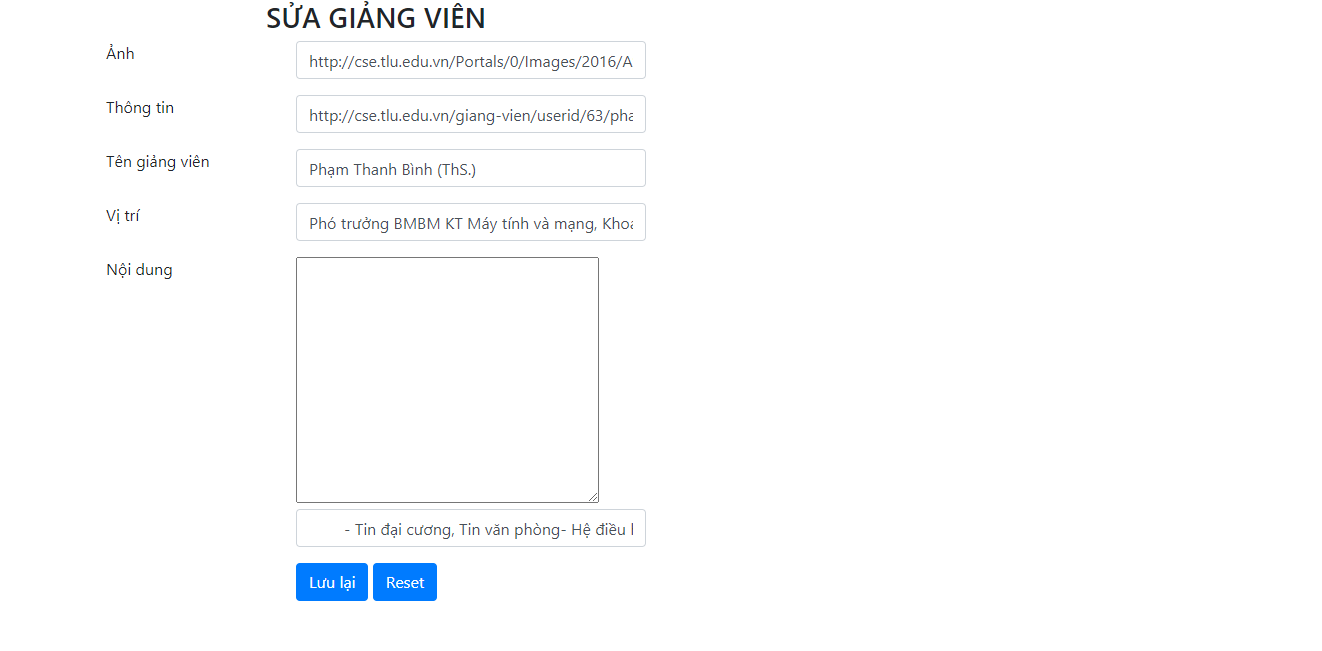 SỬA GIẢNG VIÊN
Ảnh
http://cse.tlu.edu.vn/Portals/0/Images/2016/A
Thông tin
http://cse.tlu.edu.vn/giang-vien/userid/63/pha
Tên giảng viên
Phạm Thanh Bình (ThS.)
Vị trí
Phó trưởng BMBM KT Máy tính và mạng, Khoa
Nội dung
- Tin đại cương, Tin văn phòng- Hệ điều
Lưu lại
Reset